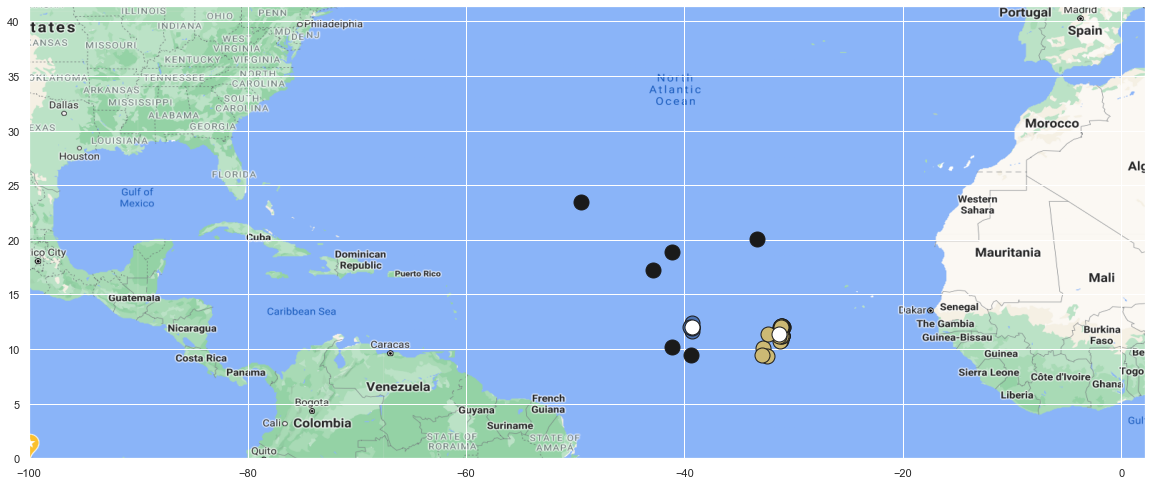 ILLINOIS
OHIO
PENN
Philadelphia
tates
INDIANA
MD
DE
NJ
KANSAS
MISSOURI
WEST
VIRGINIA
KENTUCKY
VIRGINIA
OKLAHOMA
TENNESSEE
NORTH
CAROLINA
ARKANSAS
MISSISSIPPI
SOUTH
CAROLINA
Dallas
ALABAMA
GEORGIA
EXAS
LOUISIANA
Houston
FLORIDA
Gulf of
Mexico
Cuba
ico City
Dominican
Republic
Puerto Rico
Guatemala
Caribbean Sea
Nicaragua
Costa Rica
Panama
Caracas
Venezuela
Bogota
Cali
Colombia
Guyana
French
Guiana
Suriname
STATE OF
RORAIMA
STATE OF
AMAPA
Quito
North
Atlantic
Ocean
Portugal
Madrid
Spain
Morocco
Alg
Western
Sahara
Mauritania
Mali
Dakar
Senegal
The Gambia
Guinea-Bissau
Burkina
Faso
Guinea
Be
Sierra Leone
Côte d'Ivoire
Togo
Ghana
Liberia
Gul
40
35
30
25
20
15
10
5
0
−100
−80
−60
−40
−20
0